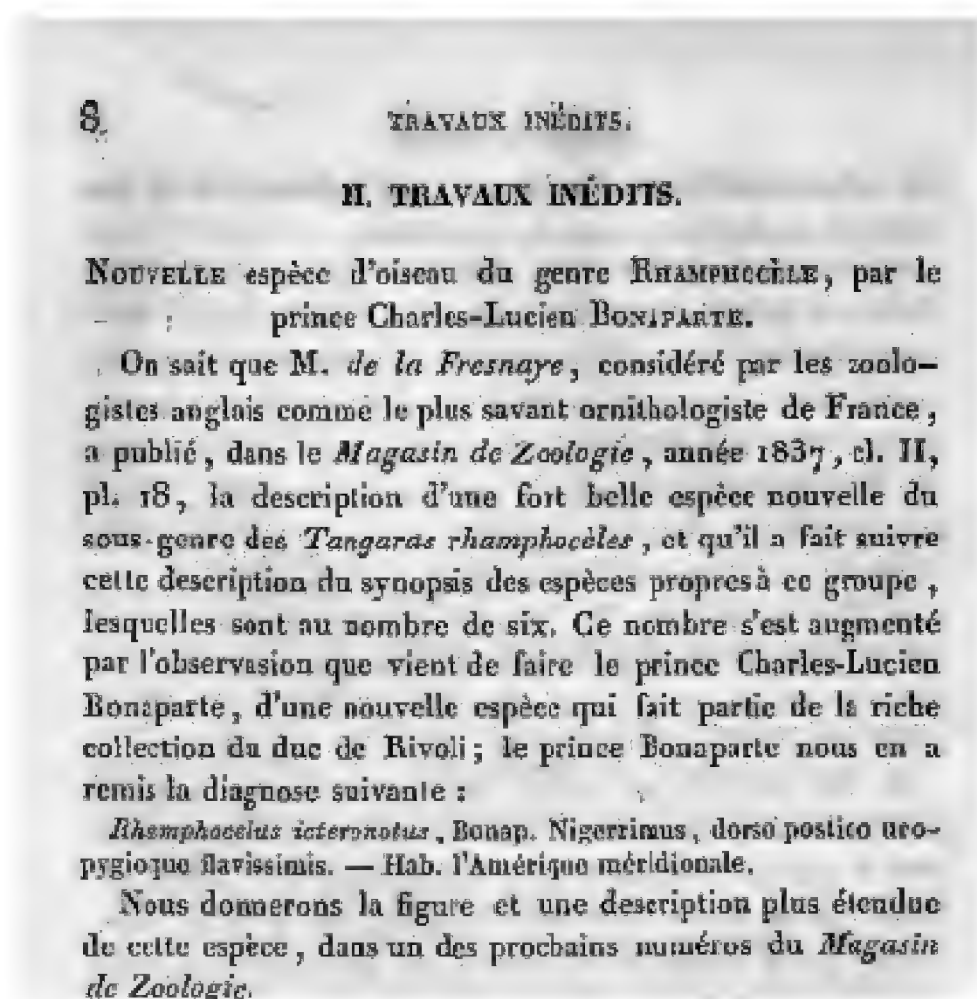 8
TRAVAUX INÉDITS.
II. TRAVAUX INÉDITS.
NOUVELLE espèce d'oiseau du genre RHAMPHOCÈLE, par le
prince Charles-Lucien BONAPARTE.
On sait que M. de la Fresnaye, considéré par les zoolo-
gistes anglais comme le plus savant ornithologiste de France,
a publié, dans le Magasin de Zoologie, année 1837, cl. II,
pl. 18, la description d'une fort belle espèce nouvelle du
sous-genre des Tangaras rhamphocèles, et qu'il a fait suivre
cette description du synopsis des espèces propres à ce groupe,
lesquelles sont au nombre de six. Ce nombre s'est augmenté
par l'observasion que vient de faire le prince Charles-Lucien
Bonaparte, d'une nouvelle espèce qui fait partie de la riche
collection du duc de Rivoli; le prince Bonaparte nous en a
remis la diagnose suivante :
Rhamphocelus icteronotus, Bonap. Nigerrimus, dorso postico uro-
pygioque flavissimis. — Hab. l'Amérique méridionale.
Nous donnerons la figure et une description plus étendue
de cette espèce, dans un des prochains numéros du Magasin
de Zoologie.